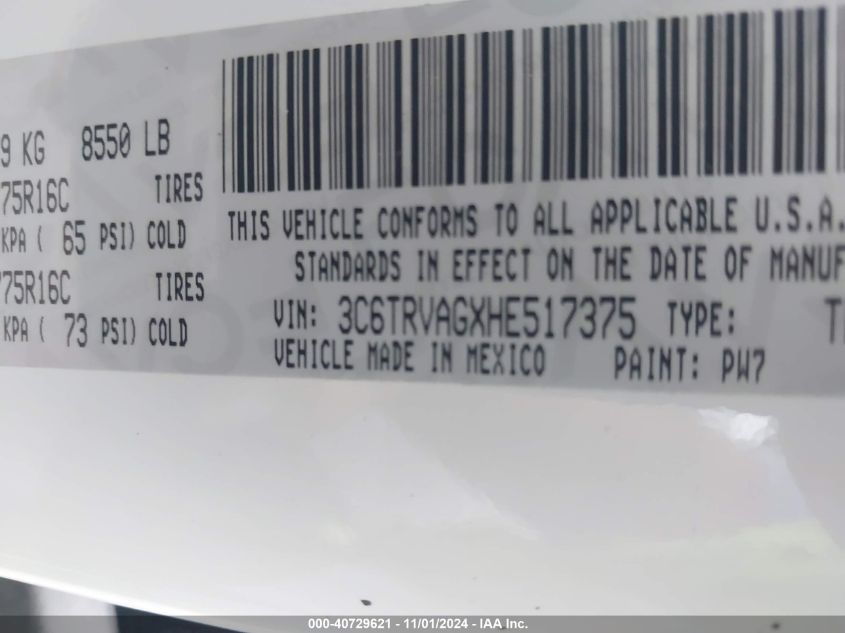 9 KG 8550 LB
75R16C TIRES
KPA ( 65 PSI) COLD
75R16C TIRES
KPA ( 73 PSI) COLD
THIS VEHICLE CONFORMS TO ALL APPLICABLE U.S.A.
STANDARDS IN EFFECT ON THE DATE OF MANUF
VIN: 3C6TRVAGXHE517375 TYPE: T
VEHICLE MADE IN MEXICO PAINT: PW7
000-40729621 - 11/01/2024 - IAA Inc.